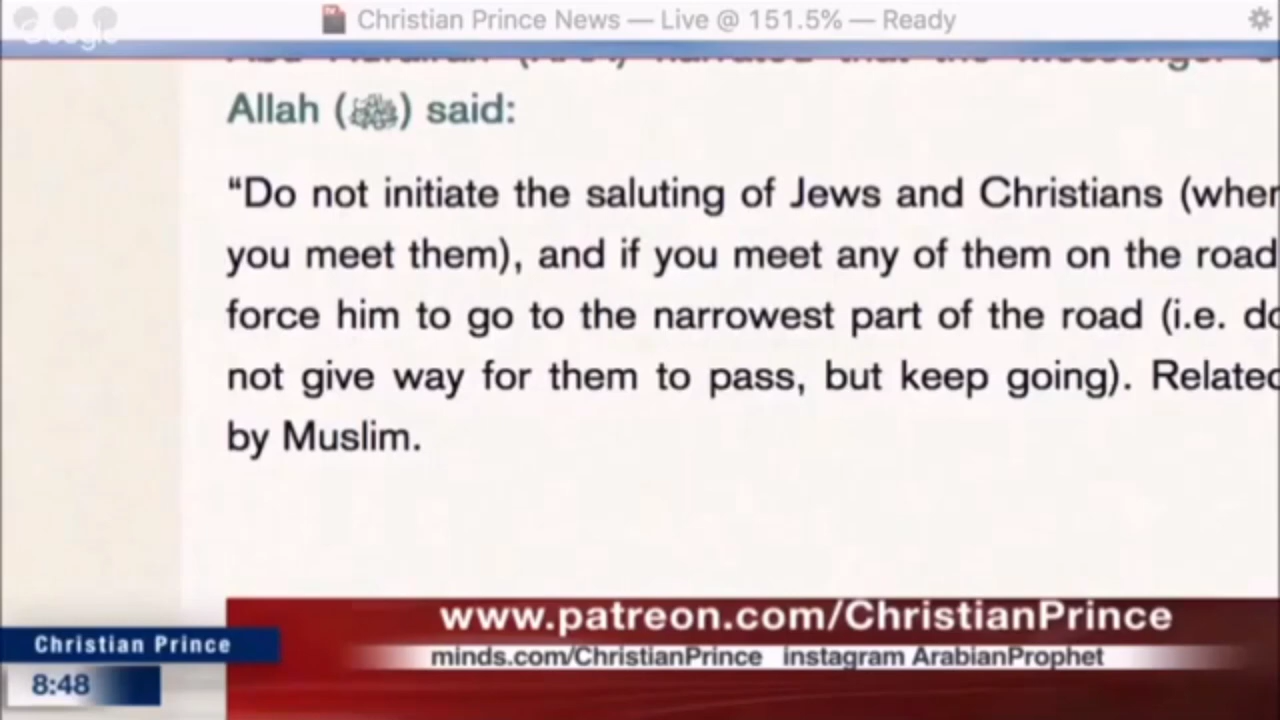 Christian Prince News — Live @ 151.5% — Ready
Google
Allah (ﷺ) said:
“Do not initiate the saluting of Jews and Christians (when
you meet them), and if you meet any of them on the road
force him to go to the narrowest part of the road (i.e. do
not give way for them to pass, but keep going). Related
by Muslim.
www.patreon.com/ChristianPrince
Christian Prince
minds.com/ChristianPrince instagram ArabianProphet
8:48